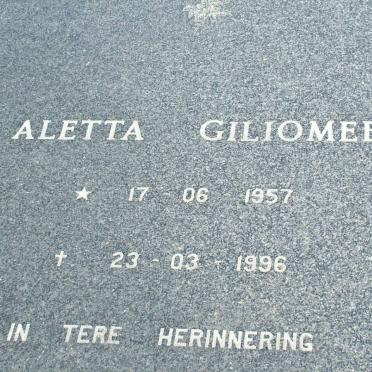 ALETTA GILIOMEE
★ 17 - 06 1957
† 23 - 03 - 1996
IN TERE HERINNERING